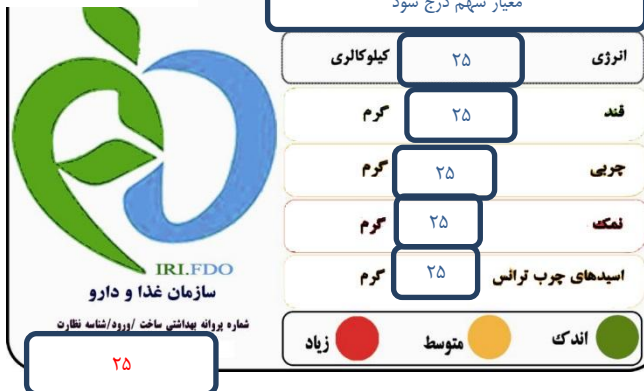 معیار سهم درج شود
انرژی ۲۵ کیلوکالری
قند ۲۵ گرم
چربی ۲۵ گرم
نمک ۲۵ گرم
اسیدهای چرب ترانس ۲۵ گرم
اندک متوسط زیاد
IRI.FDO
سازمان غذا و دارو
شماره پروانه بهداشتی ساخت /ورود/شناسه نظارت
۲۵